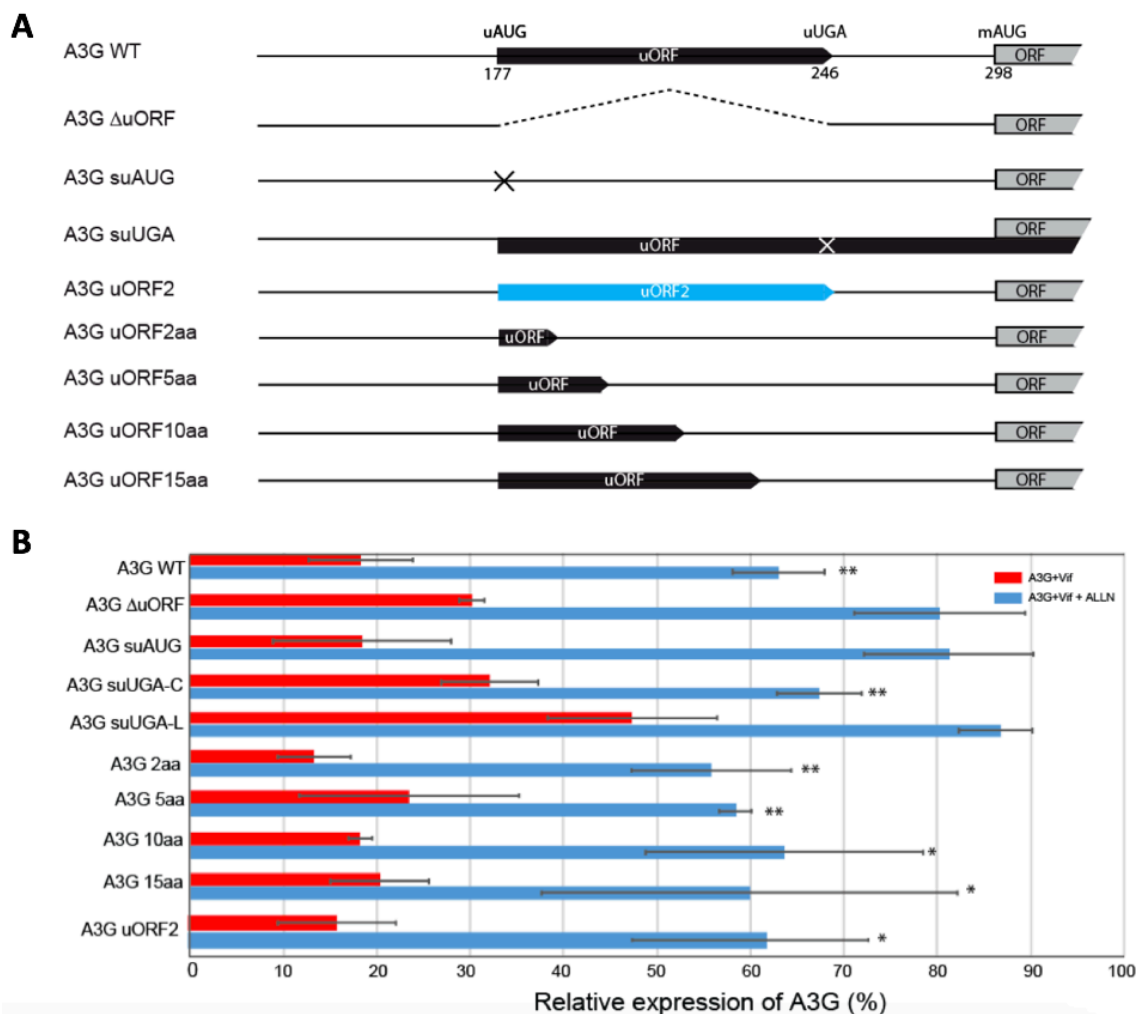 A
uAUG uUGA mAUG
A3G WT uORF ORF
177 246 298
A3G ΔuORF ORF
A3G suAUG ORF
A3G suUGA ORF
uORF
A3G uORF2 uORF2 ORF
A3G uORF2aa uORF ORF
A3G uORF5aa uORF ORF
A3G uORF10aa uORF ORF
A3G uORF15aa uORF ORF
B
A3G WT ** A3G+Vif
A3G+Vif + ALLN
A3G ΔuORF
A3G suAUG
A3G suUGA-C **
A3G suUGA-L
A3G 2aa **
A3G 5aa **
A3G 10aa *
A3G 15aa *
A3G uORF2 *
0 10 20 30 40 50 60 70 80 90 100
Relative expression of A3G (%)